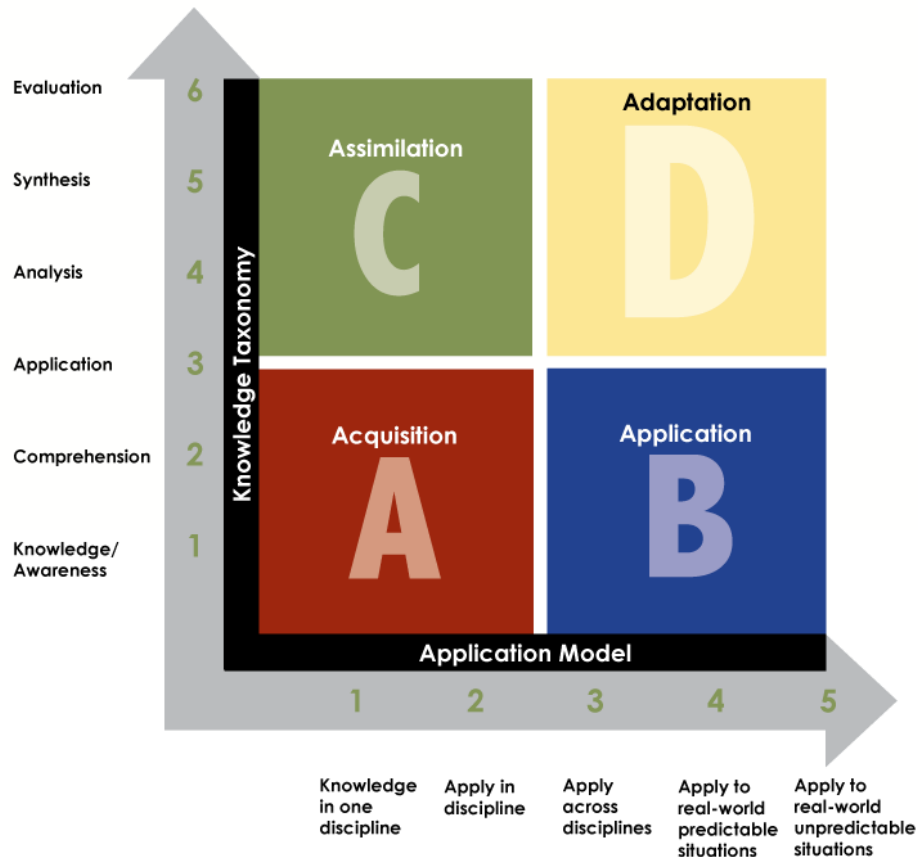 Evaluation
6
Synthesis
5
Analysis
4
Application
3
Comprehension
2
Knowledge/
Awareness
1
Knowledge Taxonomy
Assimilation
C
Adaptation
D
Acquisition
A
Application
B
Application Model
1
2
3
4
5
Knowledge
in one
discipline
Apply in
discipline
Apply
across
disciplines
Apply to
real-world
predictable
situations
Apply to
real-world
unpredictable
situations